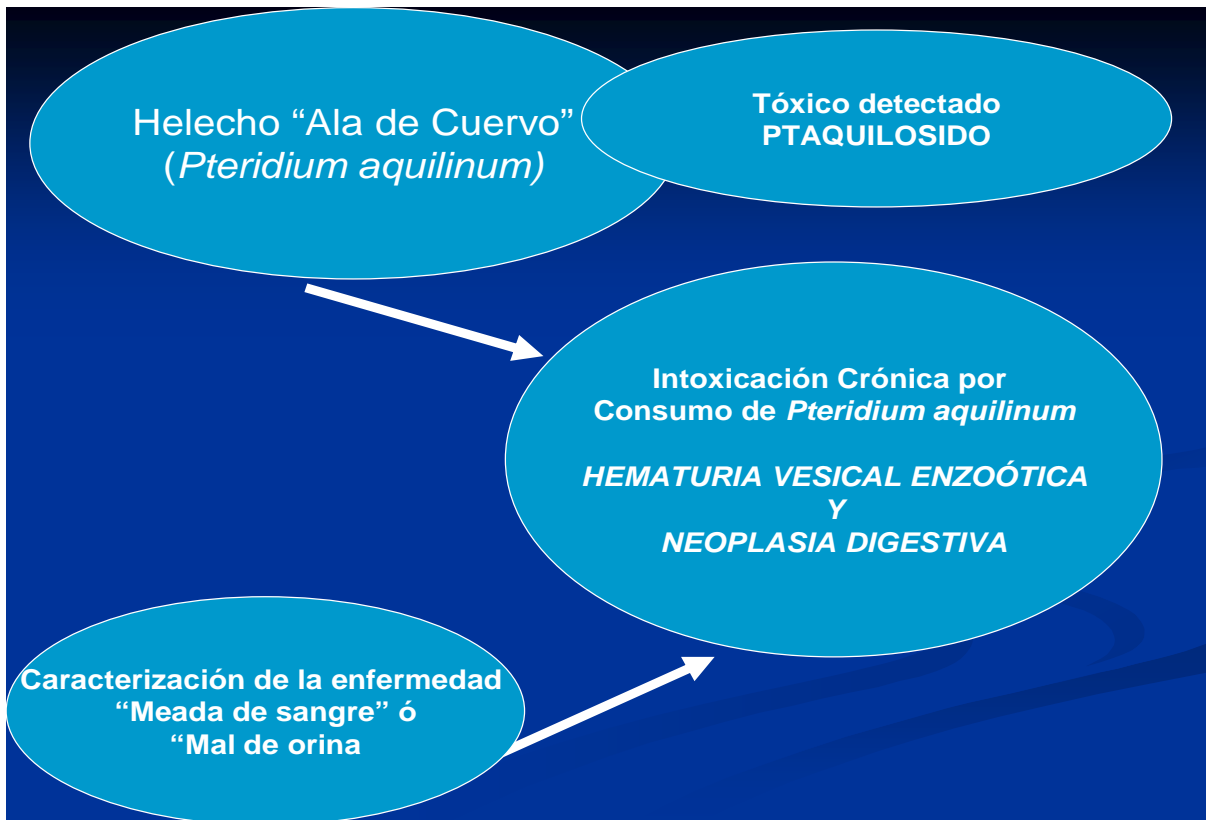 Helecho “Ala de Cuervo”
(Pteridium aquilinum)
Tóxico detectado
PTAQUILOSIDO
Intoxicación Crónica por
Consumo de Pteridium aquilinum
HEMATURIA VESICAL ENZOÓTICA
Y
NEOPLASIA DIGESTIVA
Caracterización de la enfermedad
“Meada de sangre” ó
“Mal de orina